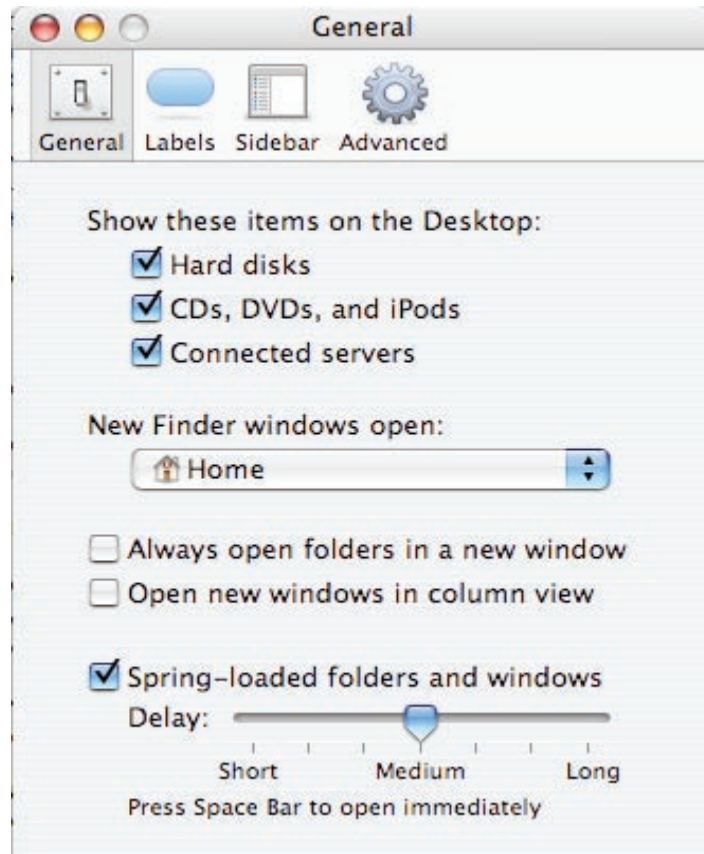 General
General Labels Sidebar Advanced
Show these items on the Desktop:
Hard disks
CDs, DVDs, and iPods
Connected servers
New Finder windows open:
Home
Always open folders in a new window
Open new windows in column view
Spring-loaded folders and windows
Delay:
Short Medium Long
Press Space Bar to open immediately